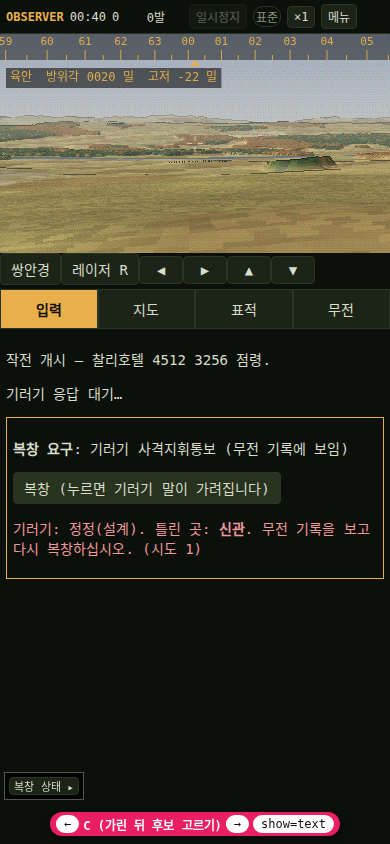 OBSERVER 00:40 0 0발 일시정지 표준 ×1 메뉴
59 60 61 62 63 00 01 02 03 04 05
육안 방위각 0020 밀 고저 -22 밀
쌍안경 레이저 R ◀ ▶ ▲ ▼
입력 지도 표적 무전
작전 개시 — 찰리호텔 4512 3256 점령.
기러기 응답 대기…
복창 요구: 기러기 사격지휘통보 (무전 기록에 보임)
복창 (누르면 기러기 말이 가려집니다)
기러기: 정정(설계). 틀린 곳: 신관. 무전 기록을 보고
다시 복창하십시오. (시도 1)
복창 상태 ▸
← C (가린 뒤 후보 고르기) → show=text